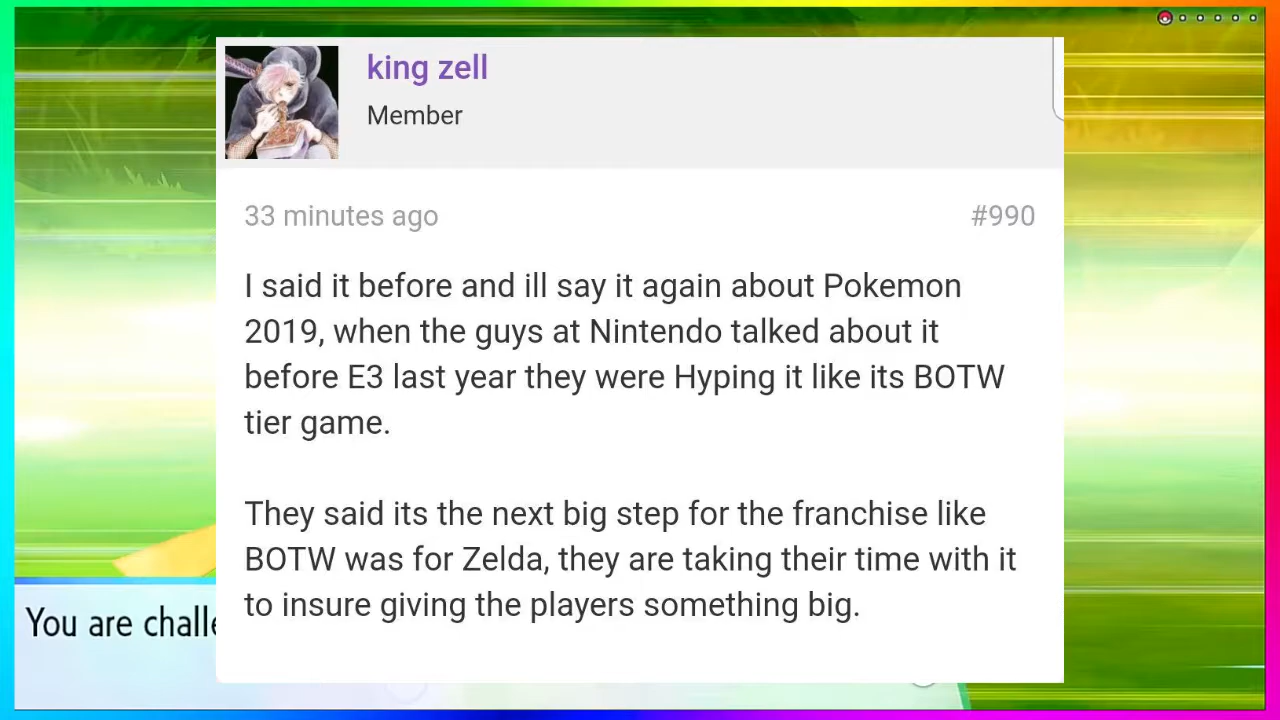 king zell
Member
33 minutes ago
#990
I said it before and ill say it again about Pokemon
2019, when the guys at Nintendo talked about it
before E3 last year they were Hyping it like its BOTW
tier game.
They said its the next big step for the franchise like
BOTW was for Zelda, they are taking their time with it
to insure giving the players something big.
You are